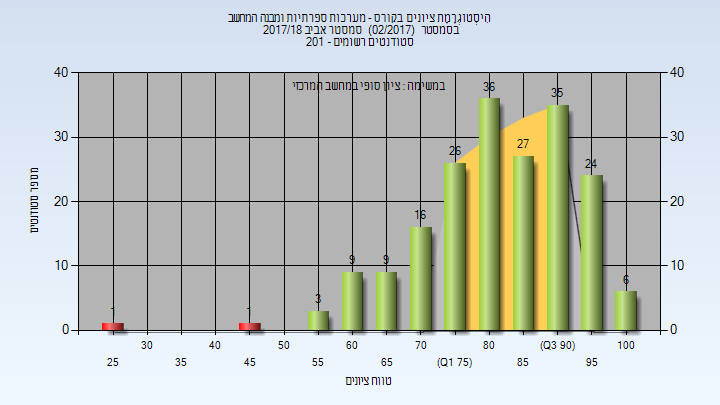 הִיסְטוֹגְרַמַת ציונים בקורס - מערכות ספרתיות ומבנה המחשב
בסמסטר (02/2017) סמסטר אביב 2017/18
סטודנטים רשומים - 201
במשימה : ציון סופי במחשב המרכזי
מספר סטודנטים
40 40
30 30
20 20
10 10
0 0
1 1 3 9 9 16 26 36 27 35 24 6
30 40 50 60 70 80 (Q3 90) 100
25 35 45 55 65 (Q1 75) 85 95
טווח ציונים